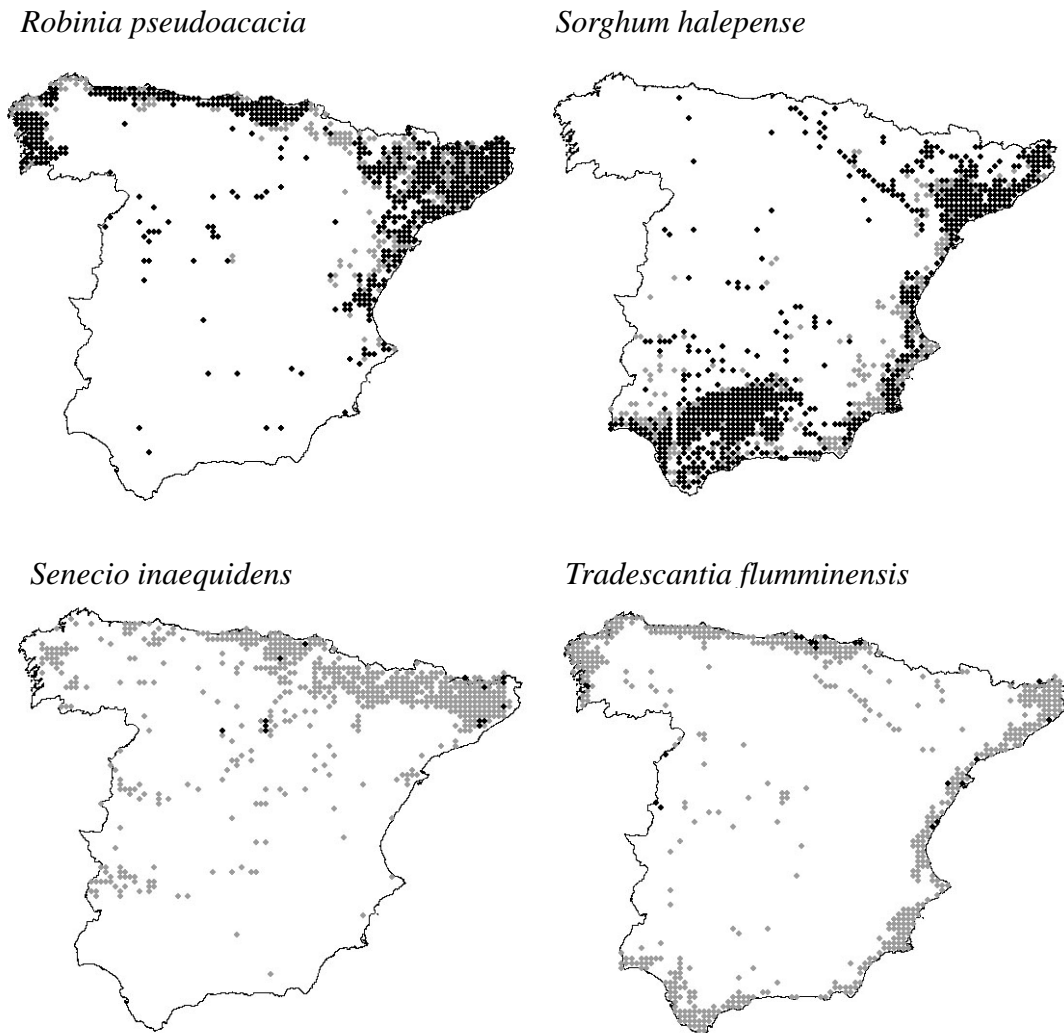 Robinia pseudoacacia
Sorghum halepense
Senecio inaequidens
Tradescantia flumminensis